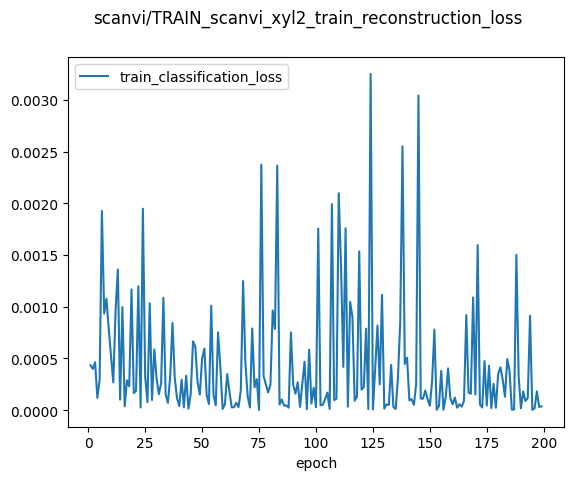 scanvi/TRAIN_scanvi_xyl2_train_reconstruction_loss
train_classification_loss
0.0030
0.0025
0.0020
0.0015
0.0010
0.0005
0.0000
0 25 50 75 100 125 150 175 200
epoch